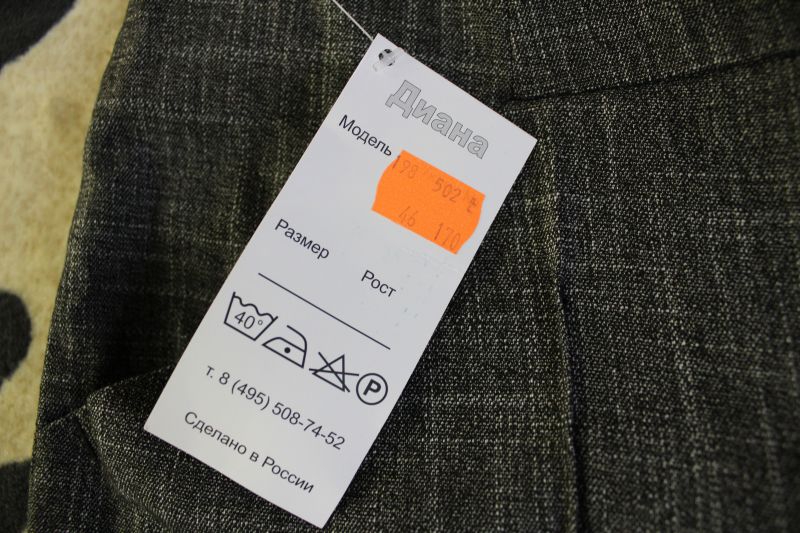 Диана
Модель
198 502 Е
46 170
Размер
Рост
40°
P
т. 8 (495) 508-74-52
Сделано в России